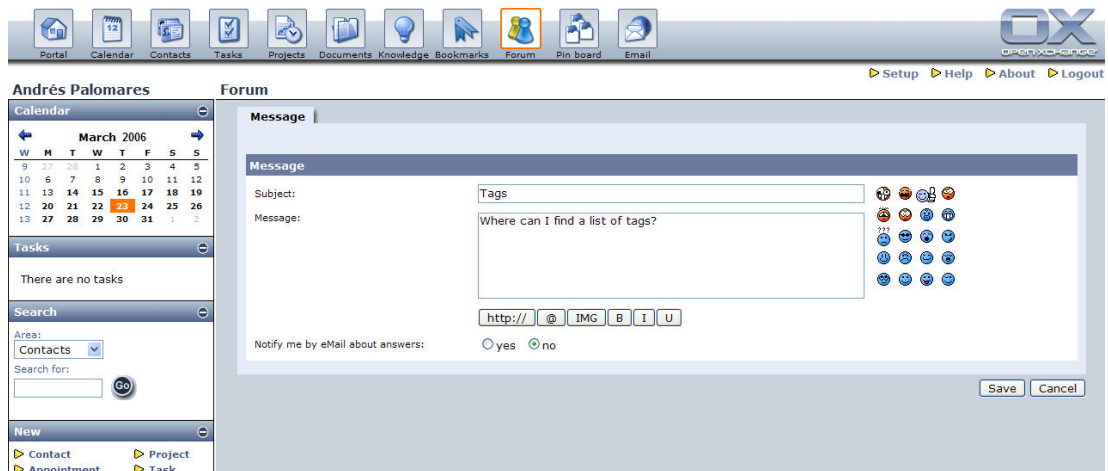 12
Portal Calendar Contacts Tasks Projects Documents Knowledge Bookmarks Forum Pin board Email
OX
OPEN-XCHANGE
Setup Help About Logout
Andrés Palomares
Forum
Calendar
March 2006
W M T W T F S S
9 27 28 1 2 3 4 5
10 6 7 8 9 10 11 12
11 13 14 15 16 17 18 19
12 20 21 22 23 24 25 26
13 27 28 29 30 31 1 2
Tasks
There are no tasks
Search
Area:
Contacts
Search for:
Go
New
Contact Project
Appointment Task
Message
Message
Subject: Tags
Message: Where can I find a list of tags?
???
http:// @ IMG B I U
Notify me by eMail about answers: yes no
Save Cancel